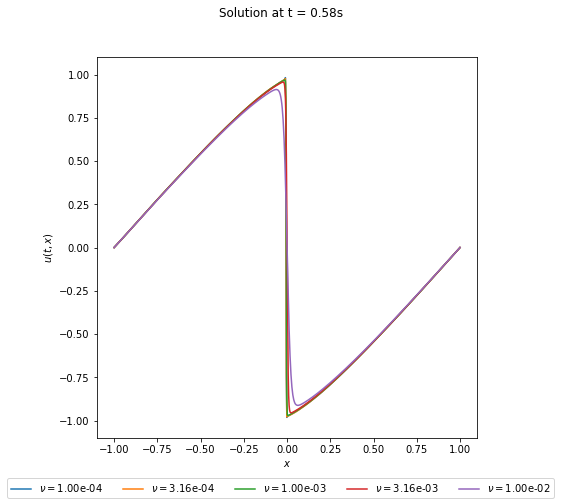 Solution at t = 0.58s
1.00
0.75
0.50
0.25
0.00
−0.25
−0.50
−0.75
−1.00
u(t, x)
−1.00 −0.75 −0.50 −0.25 0.00 0.25 0.50 0.75 1.00
x
ν = 1.00e-04 ν = 3.16e-04 ν = 1.00e-03 ν = 3.16e-03 ν = 1.00e-02